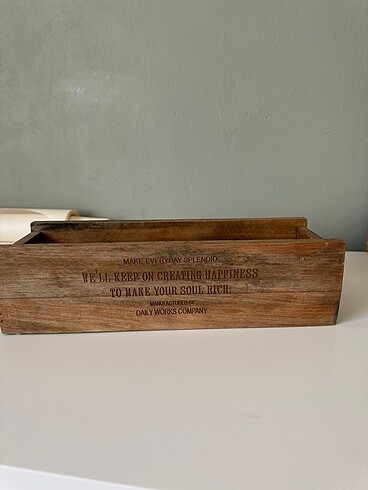 MAKE EVERYDAY SPLENDID.
WE'LL KEEP ON CREATING HAPPINESS
TO MAKE YOUR SOUL RICH.
MANUFACTURED BY
DAILY WORKS COMPANY